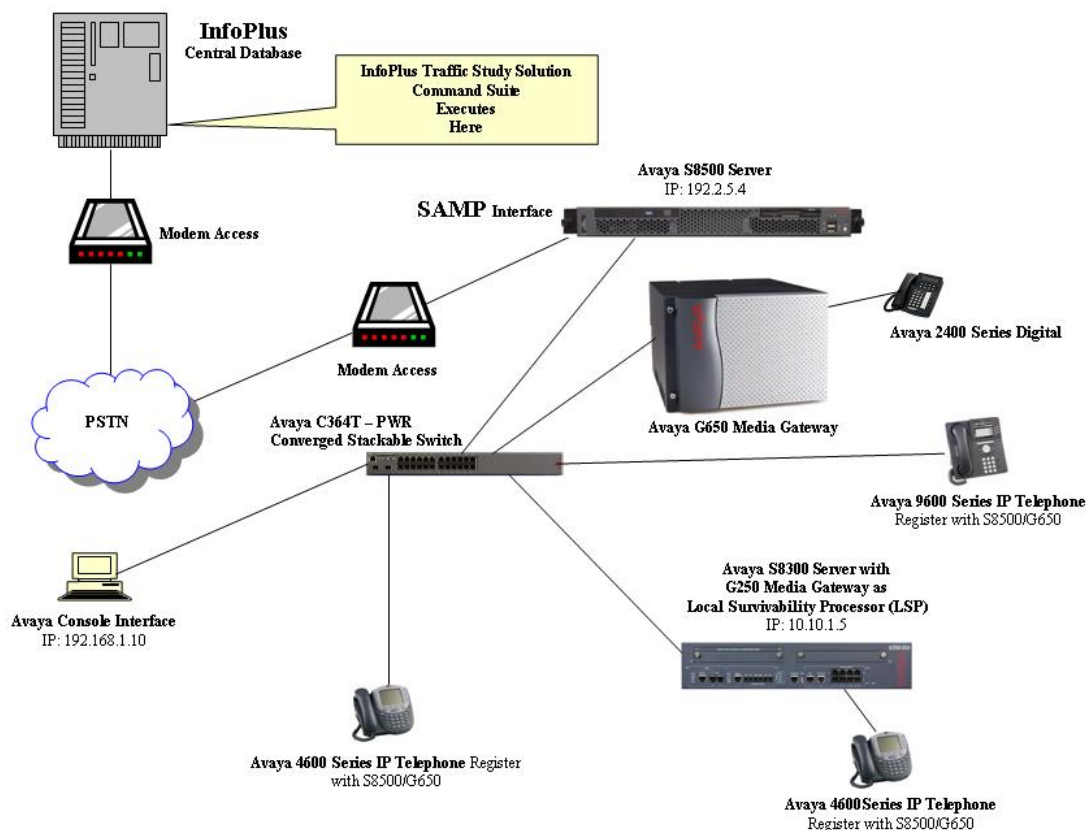 InfoPlus
Central Database
InfoPlus Traffic Study Solution
Command Suite
Executes
Here
Avaya S8500 Server
IP: 192.2.5.4
SAMP Interface
Modem Access
Modem Access
Avaya 2400 Series Digital
PSTN
Avaya C364T – PWR
Converged Stackable Switch
Avaya G650 Media Gateway
Avaya 9600 Series IP Telephone
Register with S8500/G650
Avaya S8300 Server with
G250 Media Gateway as
Local Survivability Processor (LSP)
IP: 10.10.1.5
Avaya Console Interface
IP: 192.168.1.10
Avaya 4600 Series IP Telephone Register
with S8500/G650
Avaya 4600Series IP Telephone
Register with S8500/G650